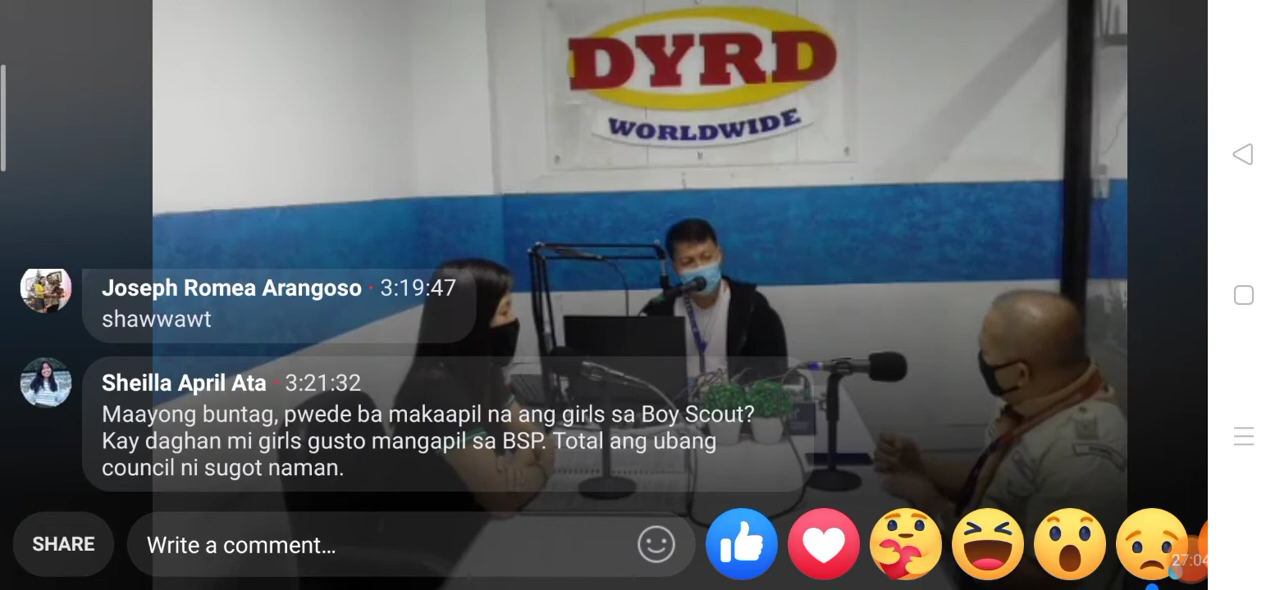 DYRD
WORLDWIDE
Joseph Romea Arangoso · 3:19:47
shawwawt
Sheilla April Ata · 3:21:32
Maayong buntag, pwede ba makaapil na ang girls sa Boy Scout?
Kay daghan mi girls gusto mangapil sa BSP. Total ang ubang
council ni sugot naman.
SHARE
Write a comment...
27:04